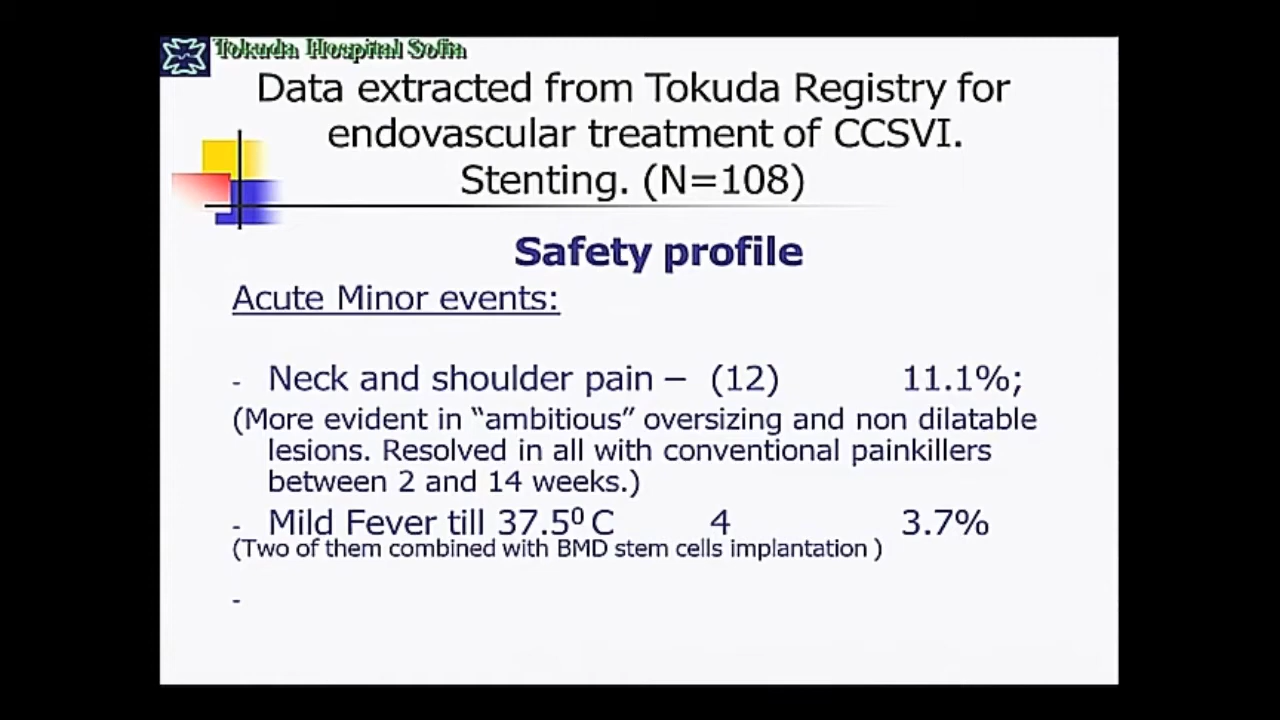 Tokuda Hospital Sofia
Data extracted from Tokuda Registry for
endovascular treatment of CCSVI.
Stenting. (N=108)
Safety profile
Acute Minor events:
- Neck and shoulder pain – (12) 11.1%;
(More evident in “ambitious” oversizing and non dilatable
lesions. Resolved in all with conventional painkillers
between 2 and 14 weeks.)
- Mild Fever till 37.5⁰ C 4 3.7%
(Two of them combined with BMD stem cells implantation )
-